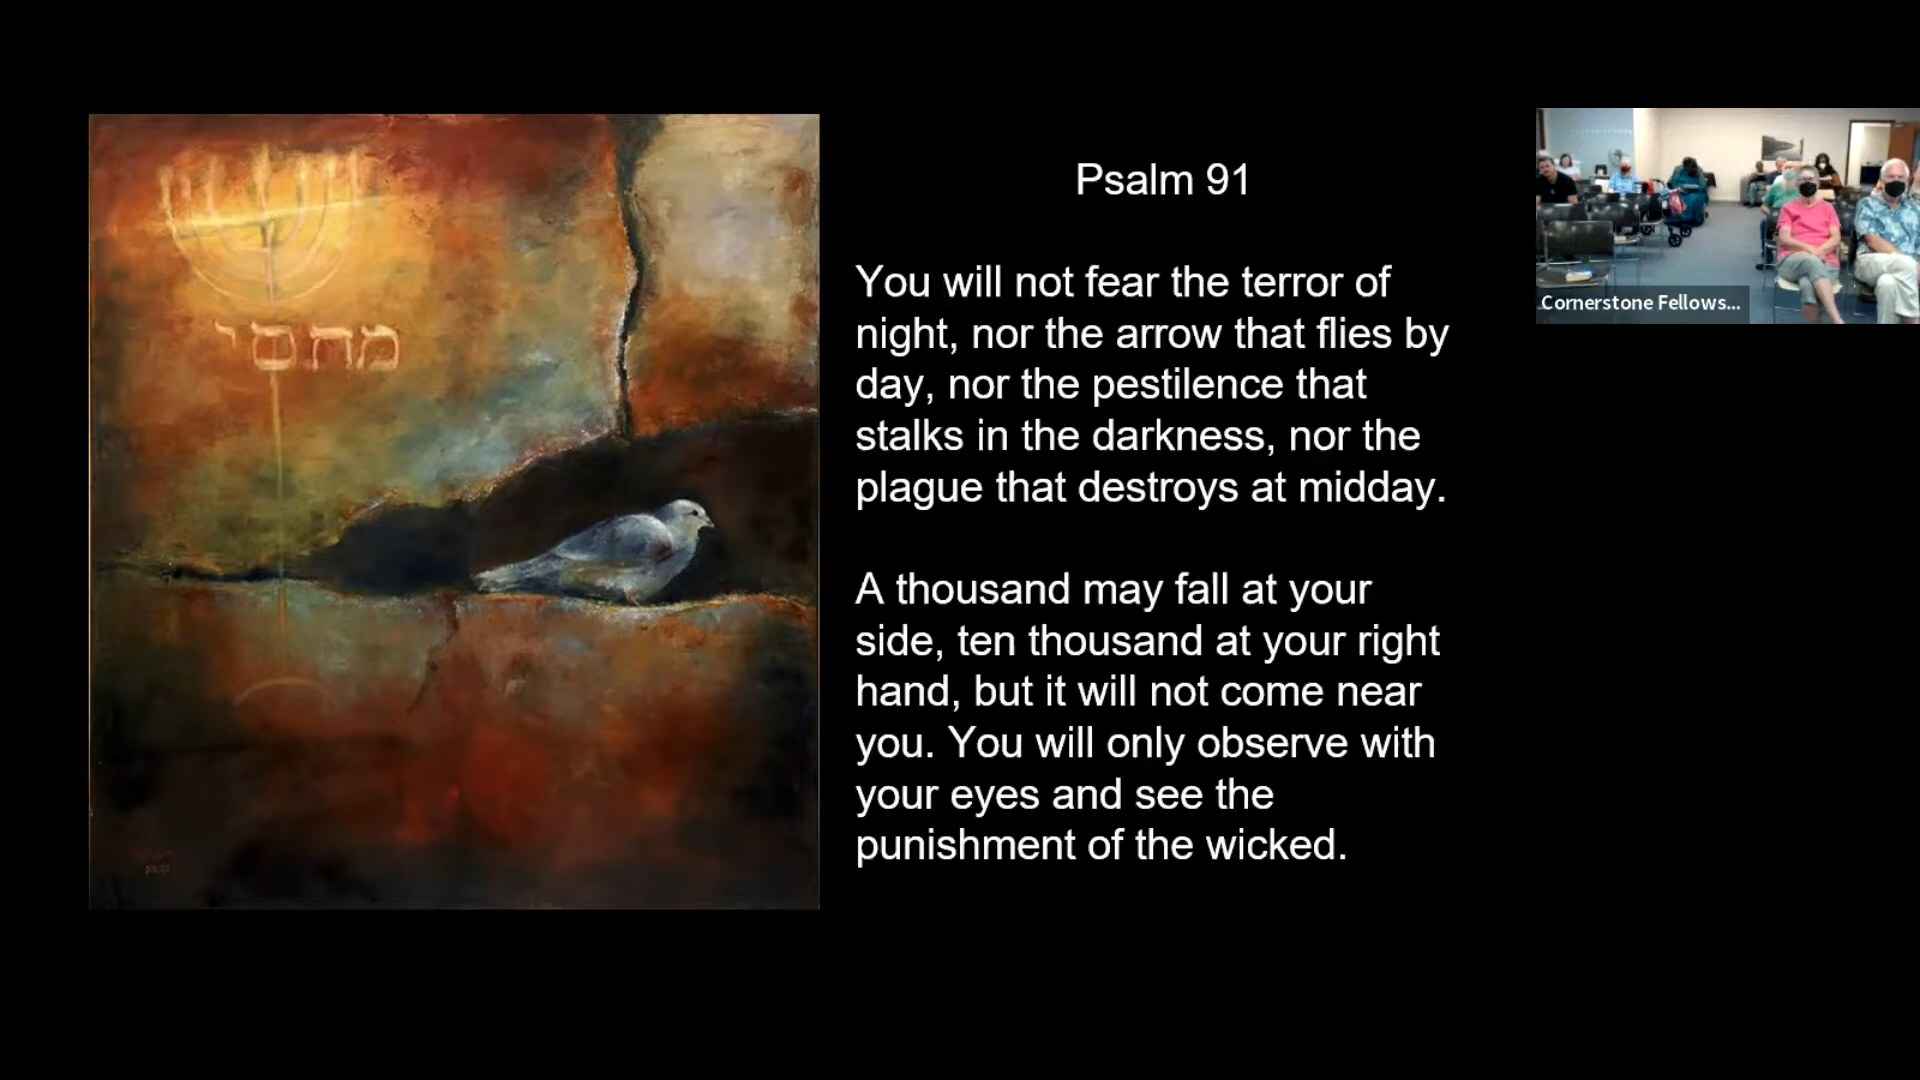 מחסי
Psalm 91
You will not fear the terror of
night, nor the arrow that flies by
day, nor the pestilence that
stalks in the darkness, nor the
plague that destroys at midday.
A thousand may fall at your
side, ten thousand at your right
hand, but it will not come near
you. You will only observe with
your eyes and see the
punishment of the wicked.
Cornerstone Fellows...